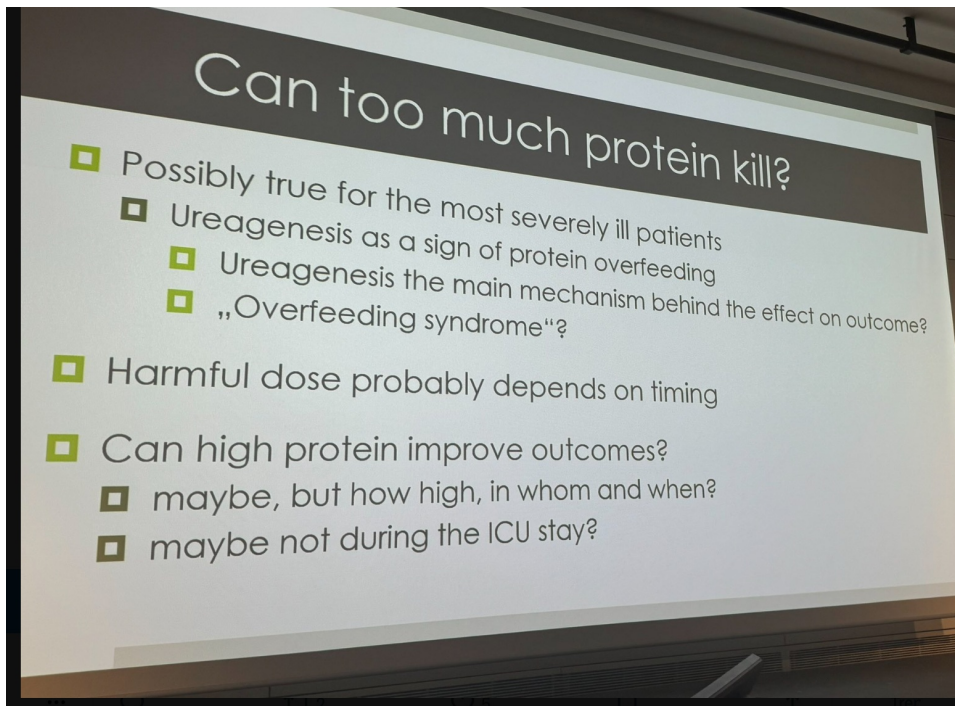 Can too much protein kill?
Possibly true for the most severely ill patients
Ureagenesis as a sign of protein overfeeding
Ureagenesis the main mechanism behind the effect on outcome?
„Overfeeding syndrome“?
Harmful dose probably depends on timing
Can high protein improve outcomes?
maybe, but how high, in whom and when?
maybe not during the ICU stay?